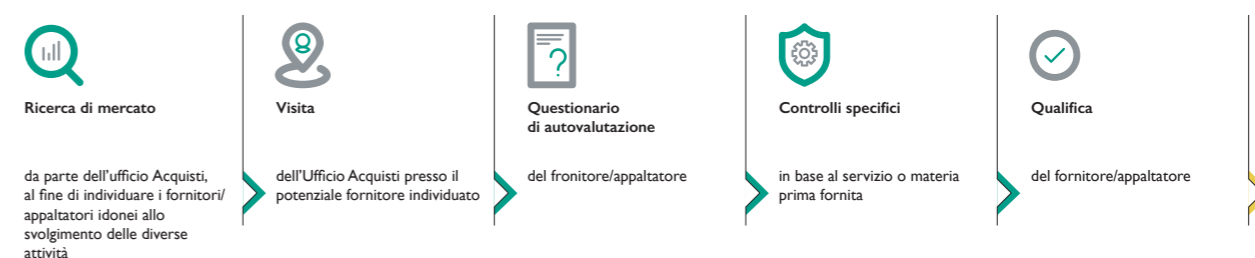 Ricerca di mercato
da parte dell'ufficio Acquisti,
al fine di individuare i fornitori/
appaltatori idonei allo
svolgimento delle diverse
attività
Visita
dell'Ufficio Acquisti presso il
potenziale fornitore individuato
Questionario
di autovalutazione
?
del fronitore/appaltatore
Controlli specifici
in base al servizio o materia
prima fornita
Qualifica
del fornitore/appaltatore